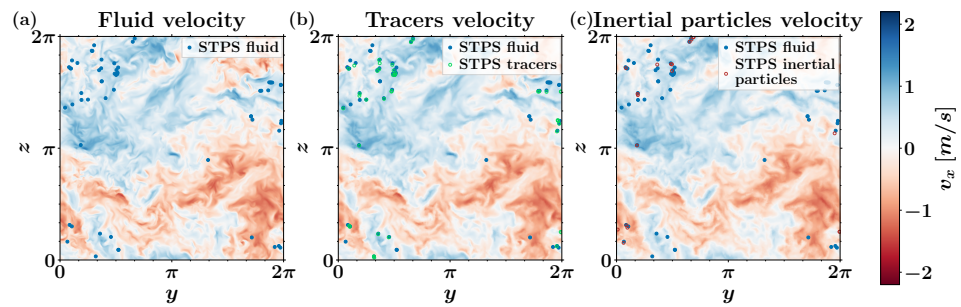 (a) Fluid velocity
2π
π
0
z
0 π 2π
y
STPS fluid
(b) Tracers velocity
2π
π
0
z
0 π 2π
y
STPS fluid
STPS tracers
(c) Inertial particles velocity
2π
π
0
z
0 π 2π
y
STPS fluid
STPS inertial
particles
2
1
0
−1
−2
v_x [m/s]